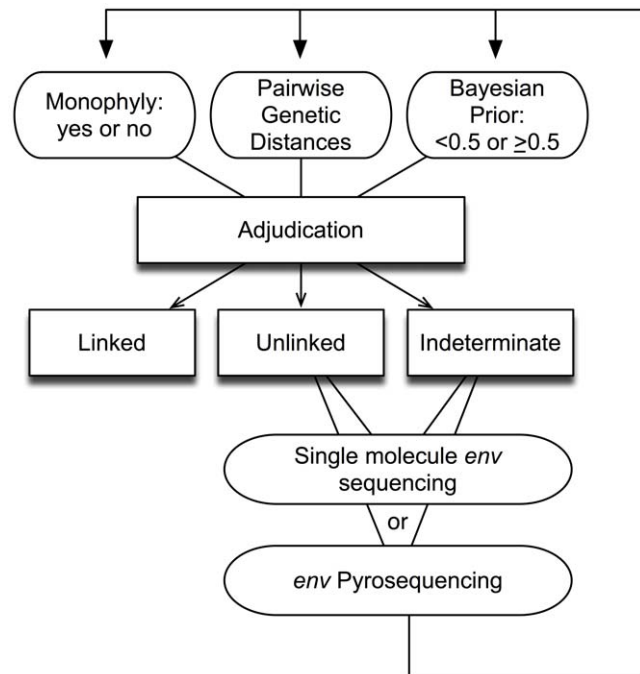 Monophyly:
yes or no
Pairwise
Genetic
Distances
Bayesian
Prior:
<0.5 or ≥0.5
Adjudication
Linked
Unlinked
Indeterminate
Single molecule env
sequencing
or
env Pyrosequencing